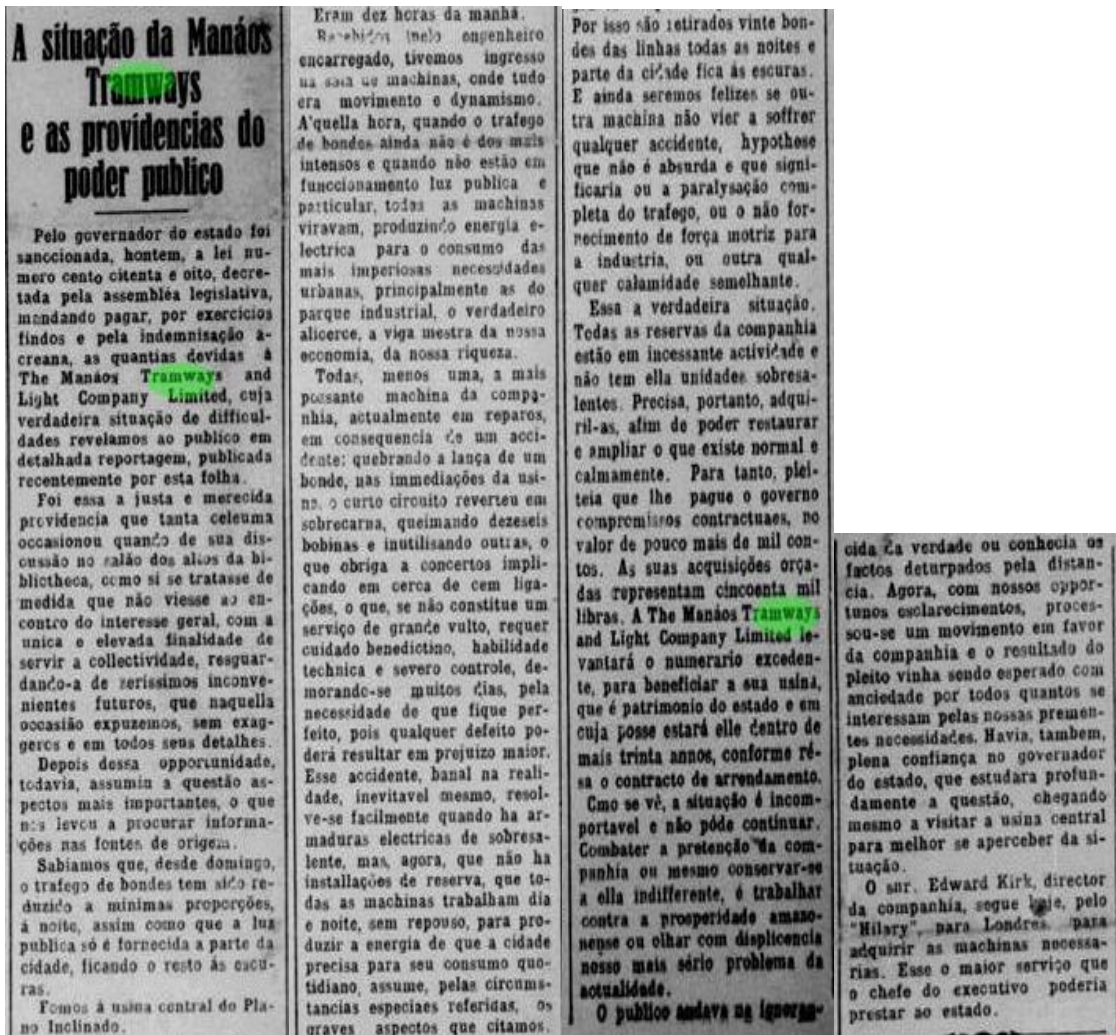 A situação da Manáos
Tramways
e as providencias do
poder publico
Pelo governador do estado foi
sanccionada, hontem, a lei nu-
mero cento citenta e oito, decre-
tada pela assembléa legislativa,
mandando pagar, por exercicios
findos e pela indemnisação a-
creana, as quantias devidas á
The Manáos Tramways and
Light Company Limited, cuja
verdadeira situação de difficul-
dades revelamos ao publico em
detalhada reportagem, publicada
recentemente por esta folha.
Foi essa a justa e merecida
providencia que tanta celeuma
occasionou quando de sua dis-
cussão no salão dos altos da bi-
bliotheca, como si se tratasse de
medida que não viesse ao en-
contro do interesse geral, com a
unica e elevada finalidade de
servir a collectividade, resguar-
dando-a de serissimos inconve-
nientes futuros, que naquella
occasião expuzemos, sem exag-
geros e em todos seus detalhes.
Depois dessa opportunidade,
todavia, assumiu a questão as-
pectos mais importantes, o que
nos levou a procurar informa-
ções nas fontes de origem.
Sabiamos que, desde domingo,
o trafego de bondes tem sido re-
duzido a minimas proporções,
á noite, assim como que a luz
publica só é fornecida a parte da
cidade, ficando o resto ás escu-
ras.
Fomos á usina central do Pla-
no Inclinado.
Eram dez horas da manhã.
Recebidos pelo engenheiro
encarregado, tivemos ingresso
na sala de machinas, onde tudo
era movimento e dynamismo.
A'quella hora, quando o trafego
de bondes ainda não é dos mais
intensos e quando não estão em
funccionamento luz publica e
particular, todas as machinas
viravam, produzindo energia e-
lectrica para o consumo das
mais imperiosas necessidades
urbanas, principalmente as do
parque industrial, o verdadeiro
alicerce, a viga mestra da nossa
economia, da nossa riqueza.
Todas, menos uma, a mais
possante machina da compa-
nhia, actualmente em reparos,
em consequencia de um acci-
dente: quebrando a lança de um
bonde, nas immediações da usi-
na, o curto circuito reverteu em
sobrecarna, queimando dezeseis
bobinas e inutilisando outras, o
que obriga a concertos impli-
cando em cerca de cem liga-
ções, o que, se não constitue um
serviço de grande vulto, requer
cuidado benedictino, habilidade
technica e severo controle, de-
morando-se muitos dias, pela
necessidade de que fique per-
feito, pois qualquer defeito po-
derá resultar em prejuizo maior.
Esse accidente, banal na reali-
dade, inevitavel mesmo, resol-
ve-se facilmente quando ha ar-
maduras electricas de sobresa-
lente, mas, agora, que não ha
installações de reserva, que to-
das as machinas trabalham dia
e noite, sem repouso, para pro-
duzir a energia de que a cidade
precisa para seu consumo quo-
tidiano, assume, pelas circums-
tancias especiaes referidas, os
graves aspectos que citamos.
Por isso são retirados vinte bon-
des das linhas todas as noites e
parte da cidade fica ás escuras.
E ainda seremos felizes se ou-
tra machina não vier a soffrer
qualquer accidente, hypothese
que não é absurda e que signi-
ficaria ou a paralysação com-
pleta do trafego, ou o não for-
necimento de força motriz para
a industria, ou outra qual-
quer calamidade semelhante.
Essa a verdadeira situação.
Todas as reservas da companhia
estão em incessante actividade e
não tem ella unidades sobresa-
lentes. Precisa, portanto, adqui-
ril-as, afim de poder restaurar
e ampliar o que existe normal e
calmamente. Para tanto, plei-
teia que lhe pague o governo
compromissos contractuaes, no
valor de pouco mais de mil con-
tos. As suas acquisições orça-
das representam cincoenta mil
libras. A The Manáos Tramways
and Light Company Limited le-
vantará o numerario exceden-
te, para beneficiar a sua usina,
que é patrimonio do estado e em
cuja posse estará elle dentro de
mais trinta annos, conforme ré-
sa o contracto de arrendamento.
Cmo se vê, a situação é incom-
portavel e não póde continuar.
Combater a pretenção da com-
panhia ou mesmo conservar-se
a ella indifferente, é trabalhar
contra a prosperidade amazo-
nense ou olhar com displicencia
nosso mais sério problema da
actualidade.
O publico andava na ignoran-
cida da verdade ou conhecia os
factos deturpados pela distan-
cia. Agora, com nossos oppor-
tunos esclarecimentos, proces-
sou-se um movimento em favor
da companhia e o resultado do
pleito vinha sendo esperado com
anciedade por todos quantos se
interessam pelas nossas premen-
tes necessidades. Havia, tambem,
plena confiança no governador
do estado, que estudara profun-
damente a questão, chegando
mesmo a visitar a usina central
para melhor se aperceber da si-
tuação.
O snr. Edward Kirk, director
da companhia, segue hoje, pelo
"Hilary", para Londres, para
adquirir as machinas necessa-
rias. Esse o maior serviço que
o chefe do executivo poderia
prestar ao estado.